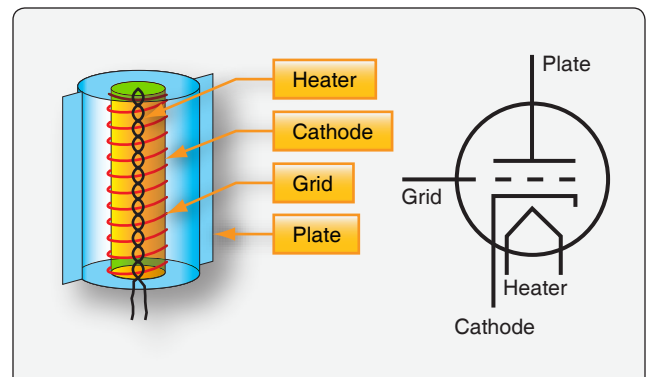 Heater
Cathode
Grid
Plate
Plate
Grid
Heater
Cathode